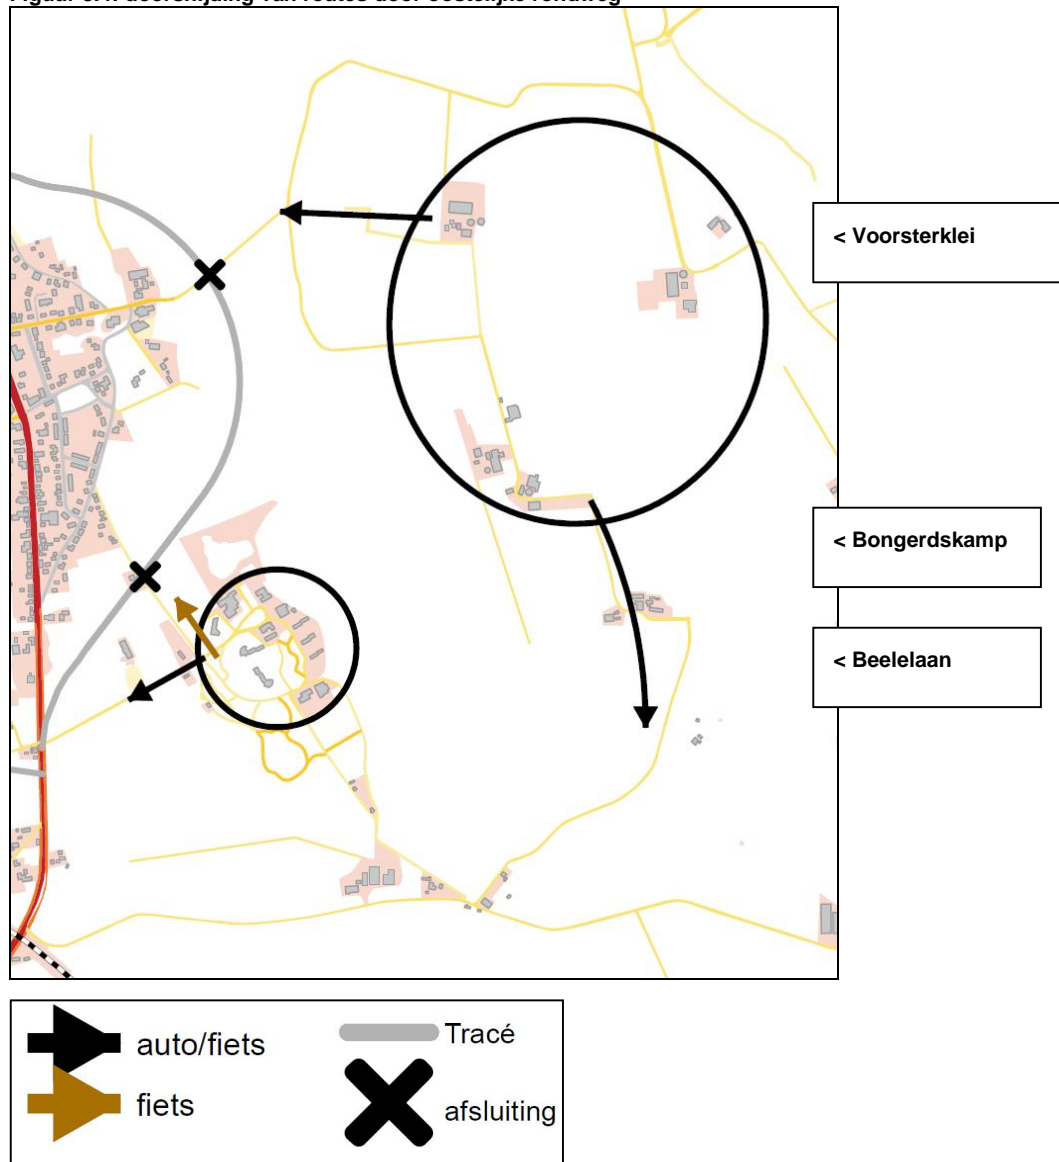 < Voorsterklei
< Bongerdskamp
< Beelelaan
auto/fiets
Tracé
fiets
afsluiting